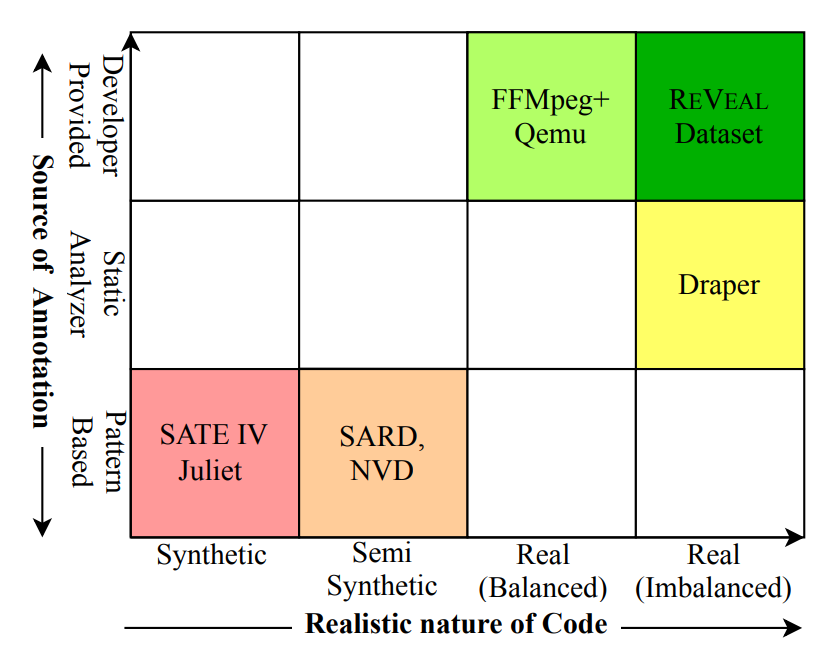 Source of Annotation
Developer
Provided
Static
Analyzer
Pattern
Based
FFMpeg+
Qemu
REVEAL
Dataset
Draper
SATE IV
Juliet
SARD,
NVD
Synthetic
Semi
Synthetic
Real
(Balanced)
Real
(Imbalanced)
Realistic nature of Code